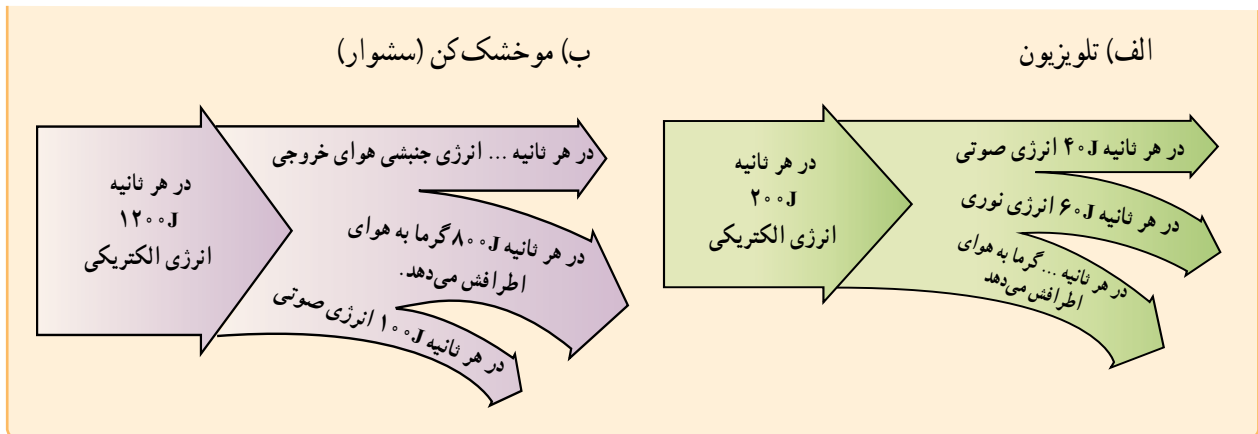 الف) تلویزیون
در هر ثانیه
۲۰۰J
انرژی الکتریکی
در هر ثانیه ۴۰J انرژی صوتی
در هر ثانیه ۶۰J انرژی نوری
در هر ثانیه ... گرما به هوای
اطرافش می‌دهد
ب) موخشک‌کن (سشوار)
در هر ثانیه
۱۲۰۰J
انرژی الکتریکی
در هر ثانیه ... انرژی جنبشی هوای خروجی
در هر ثانیه ۸۰۰J گرما به هوای
اطرافش می‌دهد.
در هر ثانیه ۱۰۰J انرژی صوتی